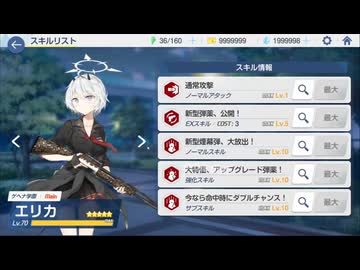 スキルリスト
36/160
9999999
1999998
スキル情報
通常攻撃
ノーマルアタック
Lv.1
最大
新型弾薬、公開!
EXスキル COST: 3
Lv.5
最大
新型煙幕弾、大放出!
ノーマルスキル
Lv.10
最大
大特価、アップグレード弾薬!
強化スキル
Lv.10
最大
今なら命中時にダブルチャンス!
サブスキル
Lv.10
最大
ゲヘナ学園
エリカ
Lv.70
★★★★★